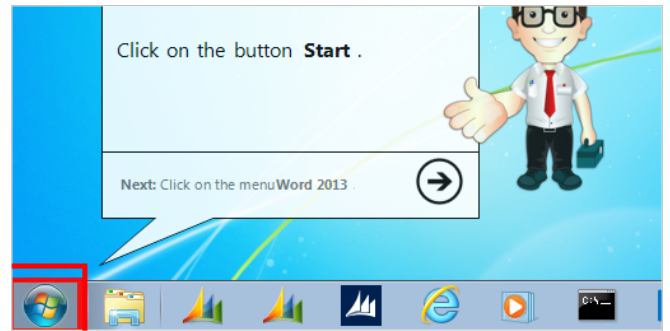 Click on the button Start .
Next: Click on the menuWord 2013 .
C:\_